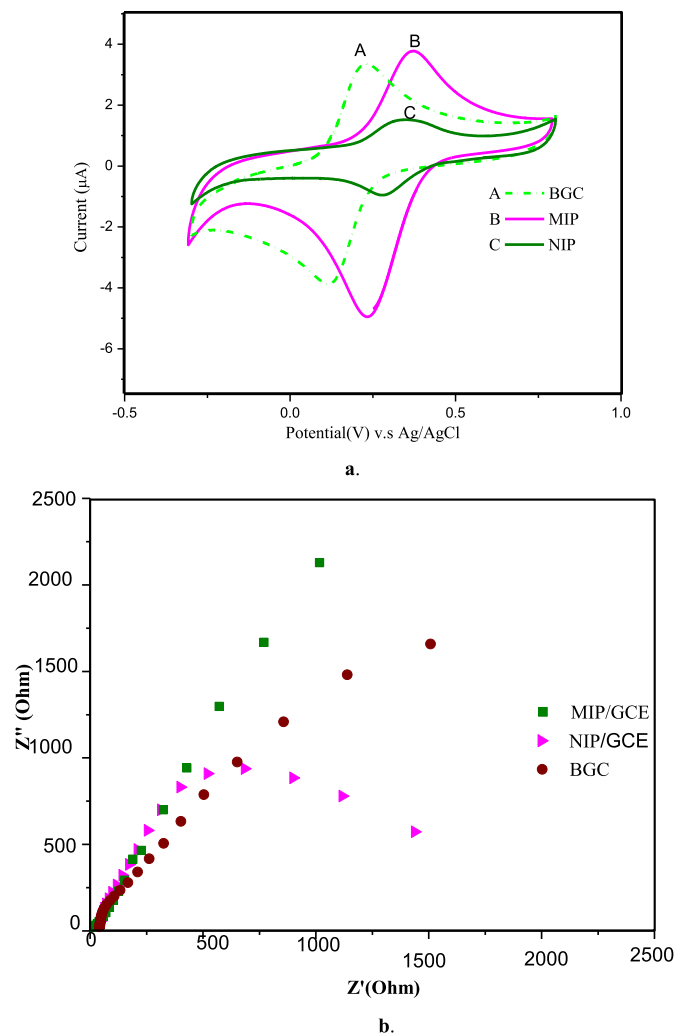 4
2
0
-2
-4
-6
Current (µA)
A
B
C
A BGC
B MIP
C NIP
-0.5 0.0 0.5 1.0
Potential(V) v.s Ag/AgCl
a.
2500
2000
1500
1000
500
0
Z'' (Ohm)
MIP/GCE
NIP/GCE
BGC
0 500 1000 1500 2000 2500
Z'(Ohm)
b.